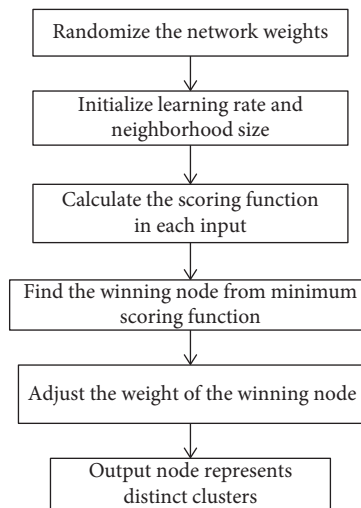 Randomize the network weights
Initialize learning rate and
neighborhood size
Calculate the scoring function
in each input
Find the winning node from minimum
scoring function
Adjust the weight of the winning node
Output node represents
distinct clusters